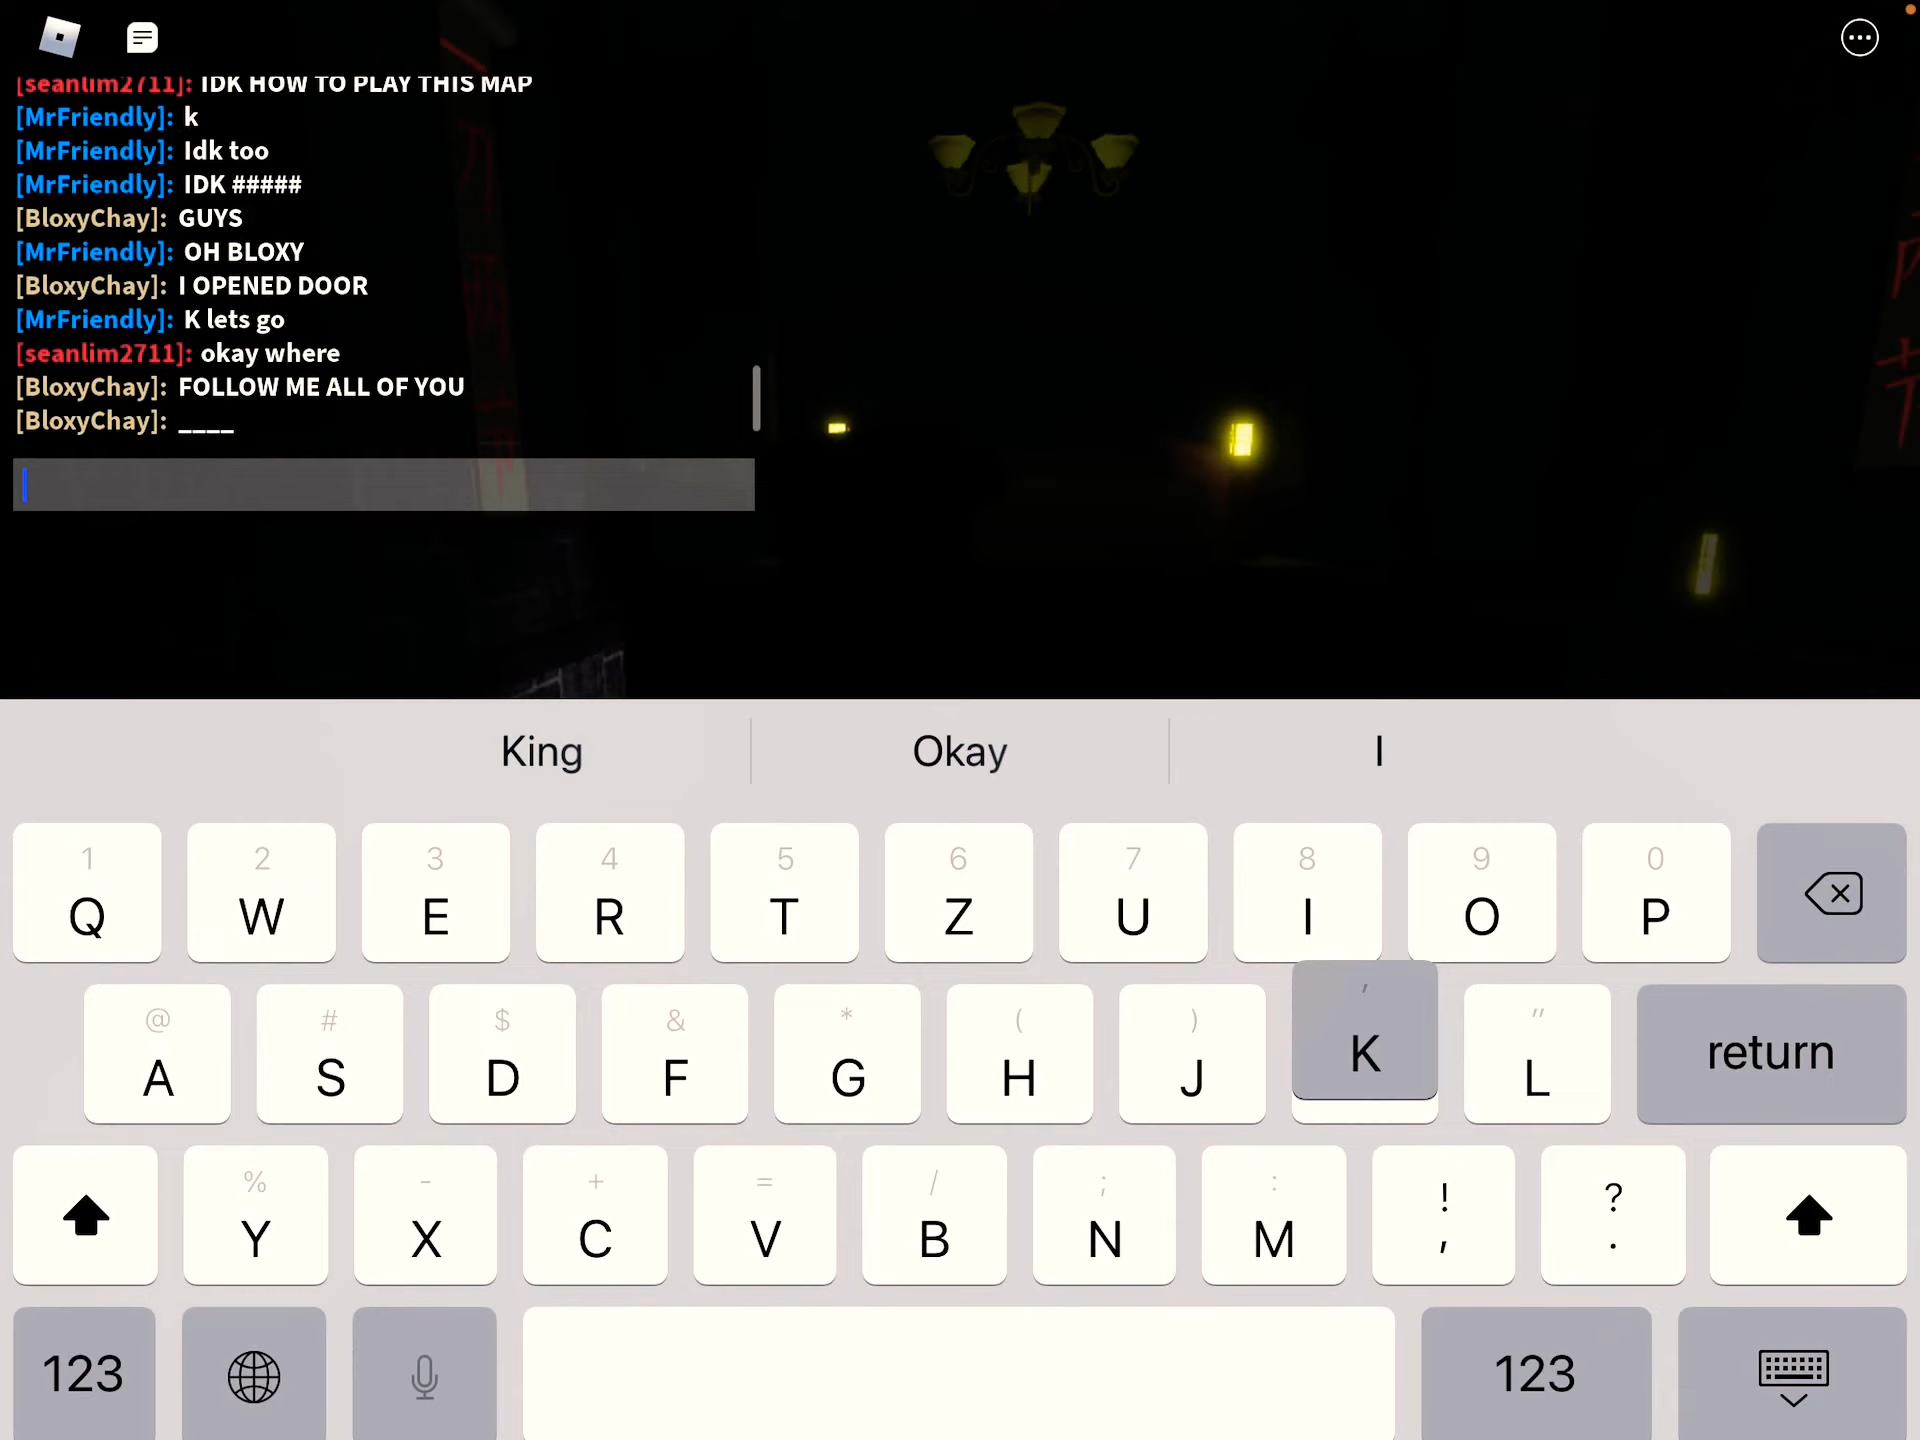 [seanlim2711]: IDK HOW TO PLAY THIS MAP
[MrFriendly]: k
[MrFriendly]: Idk too
[MrFriendly]: IDK #####
[BloxyChay]: GUYS
[MrFriendly]: OH BLOXY
[BloxyChay]: I OPENED DOOR
[MrFriendly]: K lets go
[seanlim2711]: okay where
[BloxyChay]: FOLLOW ME ALL OF YOU
[BloxyChay]: ____
King Okay I
1 2 3 4 5 6 7 8 9 0
Q W E R T Z U I O P
@ # $ & * ( ) ' "
A S D F G H J K L return
% - + = / ; : ! ?
Y X C V B N M , .
123 123